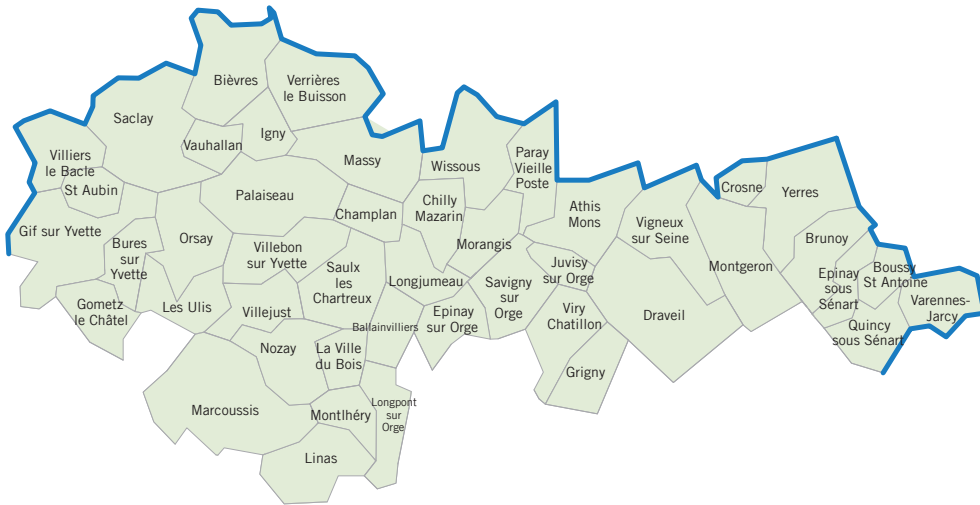 Bièvres
Verrières
le Buisson
Saclay
Igny
Vauhallan
Massy
Villiers
le Bacle
St Aubin
Palaiseau
Wissous
Paray
Vieille
Poste
Crosne
Yerres
Champlan
Chilly
Mazarin
Athis
Mons
Vigneux
sur Seine
Gif sur Yvette
Bures
sur
Yvette
Orsay
Villebon
sur Yvette
Morangis
Brunoy
Saulx
les
Chartreux
Longjumeau
Savigny
sur
Orge
Juvisy
sur Orge
Montgeron
Epinay
sous
Sénart
Boussy
St Antoine
Varennes-
Jarcy
Gometz
le Châtel
Les Ulis
Villejust
Ballainvilliers
Epinay
sur Orge
Viry
Chatillon
Draveil
Quincy
sous Sénart
Nozay
La Ville
du Bois
Grigny
Marcoussis
Montlhéry
Longpont
sur
Orge
Linas